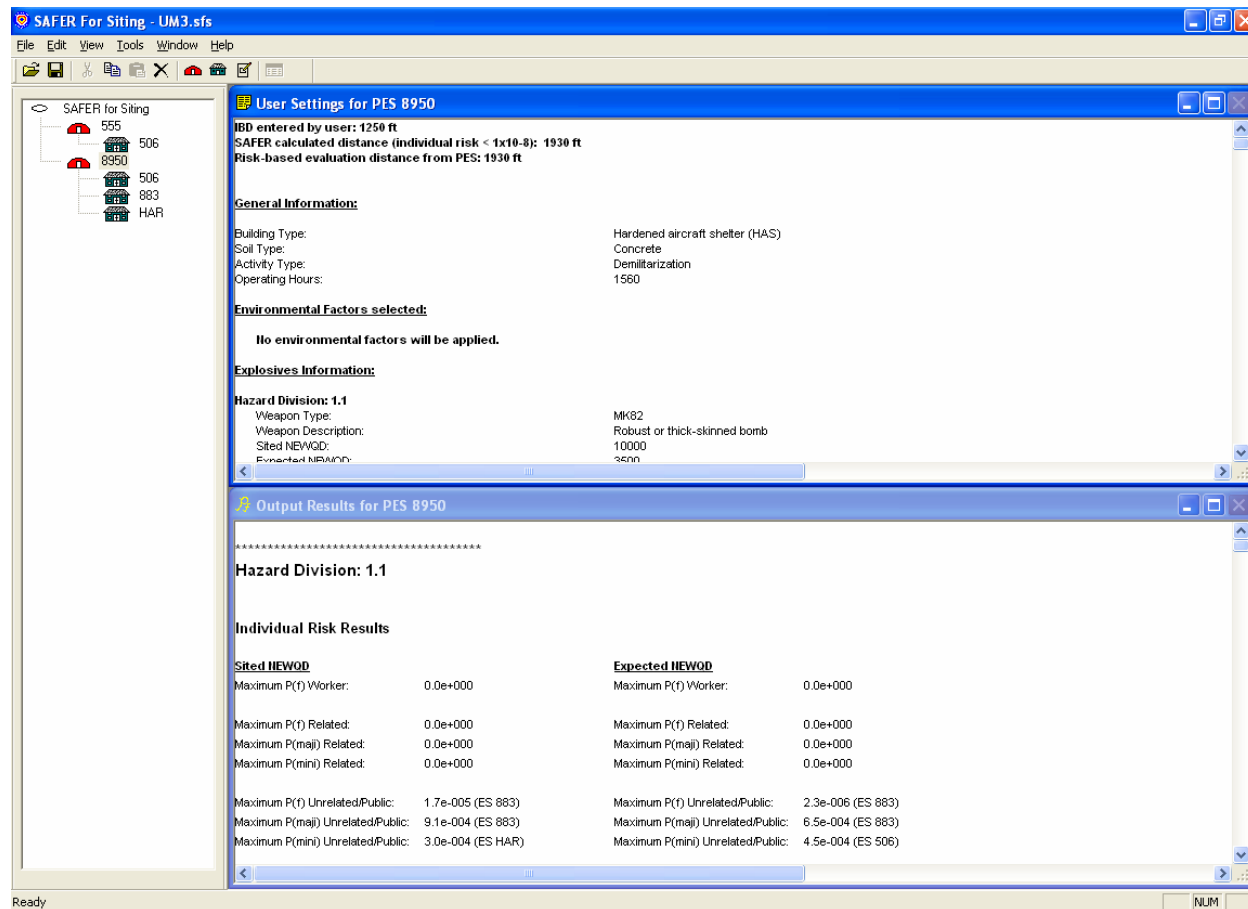 SAFER For Siting - UM3.sfs
File Edit View Tools Window Help
SAFER for Siting
555
506
8950
506
883
HAR
User Settings for PES 8950
IBD entered by user: 1250 ft
SAFER calculated distance (individual risk < 1x10-8): 1930 ft
Risk-based evaluation distance from PES: 1930 ft
General Information:
Building Type: Hardened aircraft shelter (HAS)
Soil Type: Concrete
Activity Type: Demilitarization
Operating Hours: 1560
Environmental Factors selected:
No environmental factors will be applied.
Explosives Information:
Hazard Division: 1.1
Weapon Type: MK82
Weapon Description: Robust or thick-skinned bomb
Sited NEWQD: 10000
Expected NEWQD: 3500
Output Results for PES 8950
**************************************
Hazard Division: 1.1
Individual Risk Results
Sited NEWQD Expected NEWQD
Maximum P(f) Worker: 0.0e+000 Maximum P(f) Worker: 0.0e+000
Maximum P(f) Related: 0.0e+000 Maximum P(f) Related: 0.0e+000
Maximum P(maji) Related: 0.0e+000 Maximum P(maji) Related: 0.0e+000
Maximum P(mini) Related: 0.0e+000 Maximum P(mini) Related: 0.0e+000
Maximum P(f) Unrelated/Public: 1.7e-005 (ES 883) Maximum P(f) Unrelated/Public: 2.3e-006 (ES 883)
Maximum P(maji) Unrelated/Public: 9.1e-004 (ES 883) Maximum P(maji) Unrelated/Public: 6.5e-004 (ES 883)
Maximum P(mini) Unrelated/Public: 3.0e-004 (ES HAR) Maximum P(mini) Unrelated/Public: 4.5e-004 (ES 506)
Ready NUM